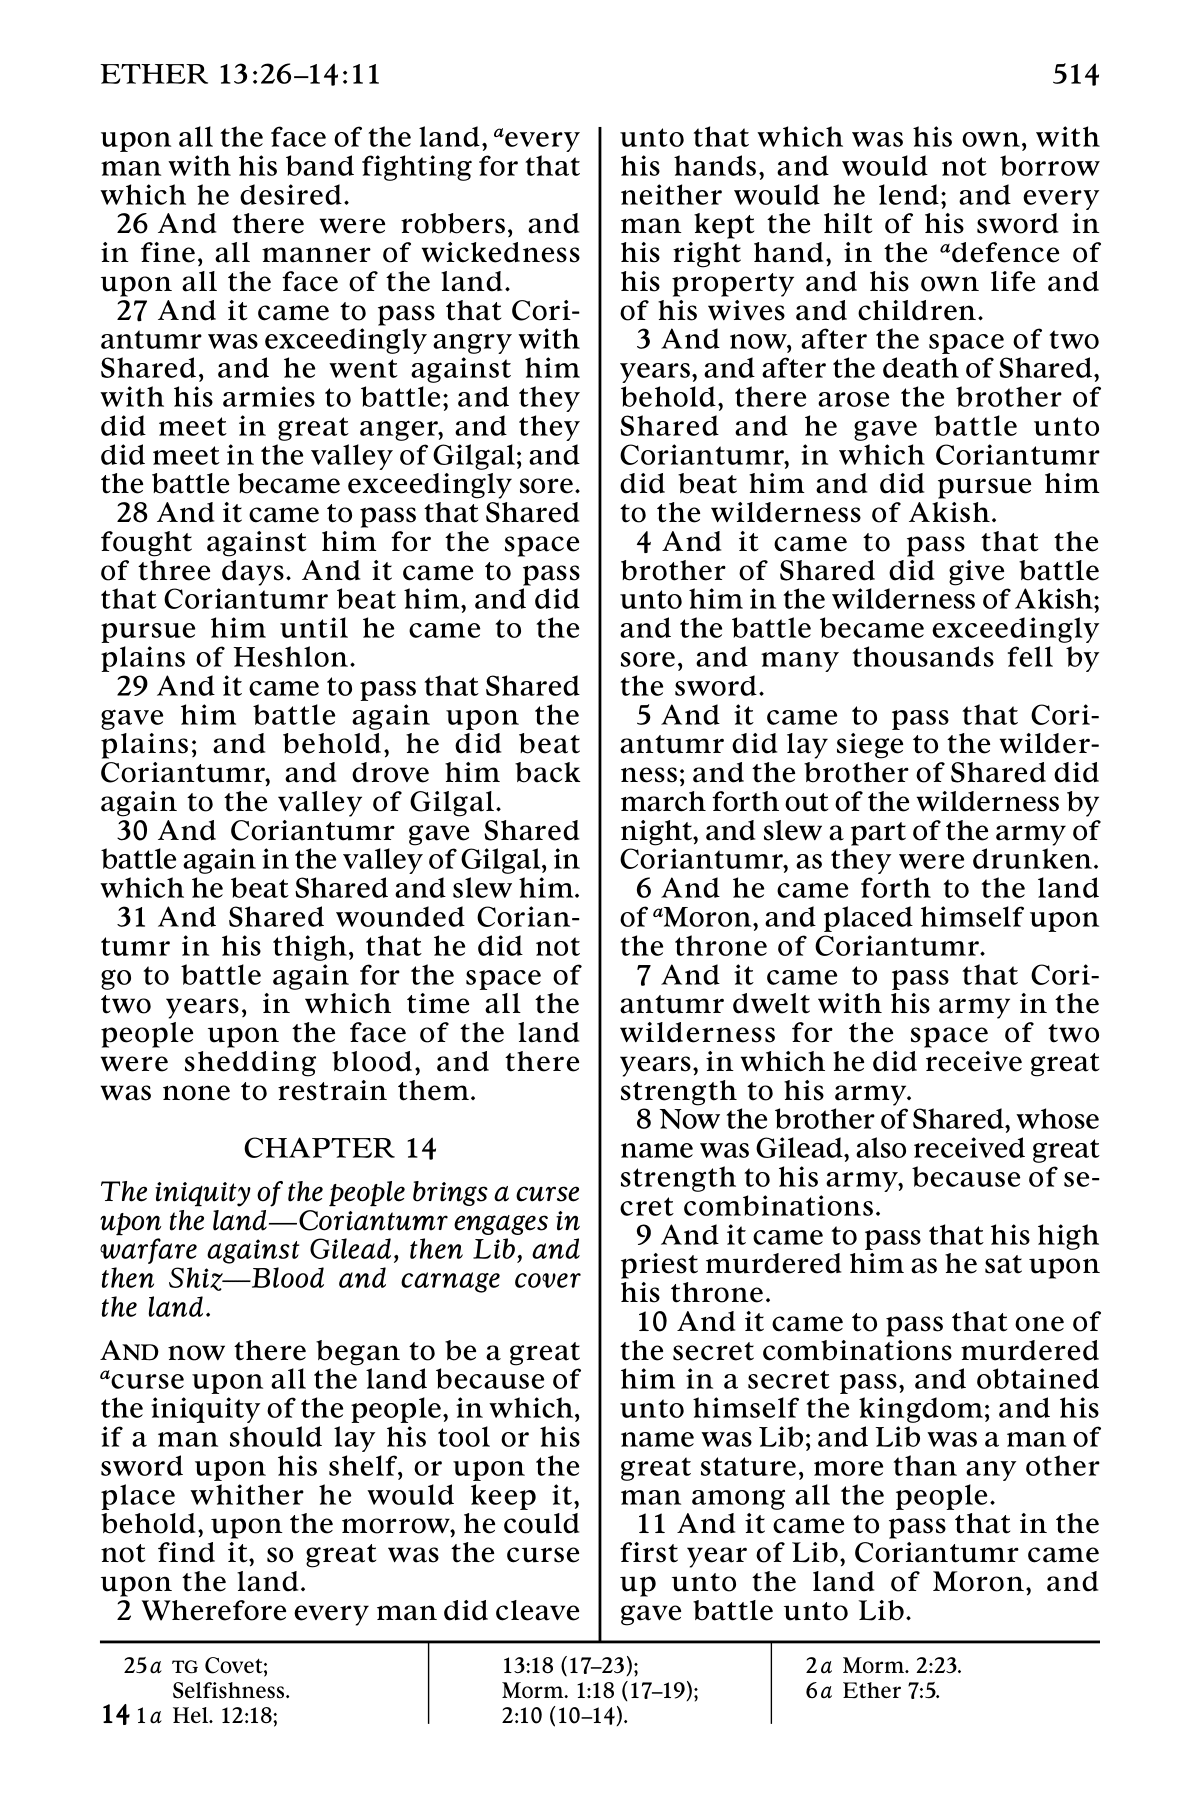 ETHER 13:26–14:11
514
upon all the face of the land, aevery
man with his band fighting for that
which he desired.
26 And there were robbers, and
in fine, all manner of wickedness
upon all the face of the land.
27 And it came to pass that Cori-
antumr was exceedingly angry with
Shared, and he went against him
with his armies to battle; and they
did meet in great anger, and they
did meet in the valley of Gilgal; and
the battle became exceedingly sore.
28 And it came to pass that Shared
fought against him for the space
of three days. And it came to pass
that Coriantumr beat him, and did
pursue him until he came to the
plains of Heshlon.
29 And it came to pass that Shared
gave him battle again upon the
plains; and behold, he did beat
Coriantumr, and drove him back
again to the valley of Gilgal.
30 And Coriantumr gave Shared
battle again in the valley of Gilgal, in
which he beat Shared and slew him.
31 And Shared wounded Corian-
tumr in his thigh, that he did not
go to battle again for the space of
two years, in which time all the
people upon the face of the land
were shedding blood, and there
was none to restrain them.
CHAPTER 14
The iniquity of the people brings a curse
upon the land—Coriantumr engages in
warfare against Gilead, then Lib, and
then Shiz—Blood and carnage cover
the land.
AND now there began to be a great
acurse upon all the land because of
the iniquity of the people, in which,
if a man should lay his tool or his
sword upon his shelf, or upon the
place whither he would keep it,
behold, upon the morrow, he could
not find it, so great was the curse
upon the land.
2 Wherefore every man did cleave
unto that which was his own, with
his hands, and would not borrow
neither would he lend; and every
man kept the hilt of his sword in
his right hand, in the adefence of
his property and his own life and
of his wives and children.
3 And now, after the space of two
years, and after the death of Shared,
behold, there arose the brother of
Shared and he gave battle unto
Coriantumr, in which Coriantumr
did beat him and did pursue him
to the wilderness of Akish.
4 And it came to pass that the
brother of Shared did give battle
unto him in the wilderness of Akish;
and the battle became exceedingly
sore, and many thousands fell by
the sword.
5 And it came to pass that Cori-
antumr did lay siege to the wilder-
ness; and the brother of Shared did
march forth out of the wilderness by
night, and slew a part of the army of
Coriantumr, as they were drunken.
6 And he came forth to the land
of aMoron, and placed himself upon
the throne of Coriantumr.
7 And it came to pass that Cori-
antumr dwelt with his army in the
wilderness for the space of two
years, in which he did receive great
strength to his army.
8 Now the brother of Shared, whose
name was Gilead, also received great
strength to his army, because of se-
cret combinations.
9 And it came to pass that his high
priest murdered him as he sat upon
his throne.
10 And it came to pass that one of
the secret combinations murdered
him in a secret pass, and obtained
unto himself the kingdom; and his
name was Lib; and Lib was a man of
great stature, more than any other
man among all the people.
11 And it came to pass that in the
first year of Lib, Coriantumr came
up unto the land of Moron, and
gave battle unto Lib.
25a TG Covet;
Selfishness.
14 1a Hel. 12:18;
13:18 (17–23);
Morm. 1:18 (17–19);
2:10 (10–14).
2a Morm. 2:23.
6a Ether 7:5.